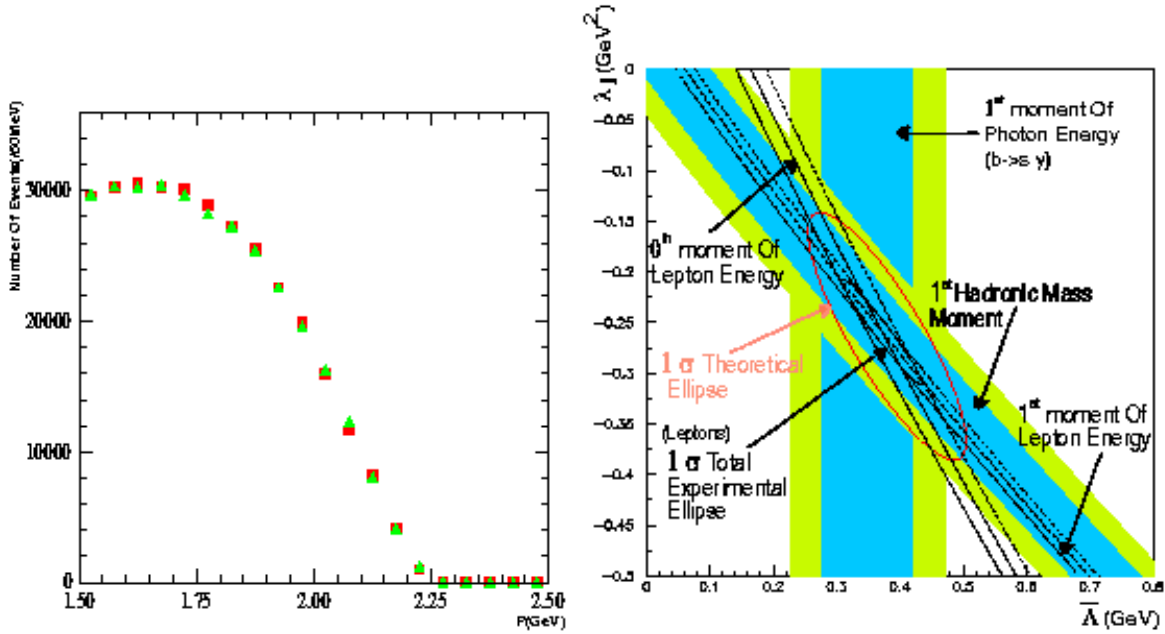 Number Of Events
30000
20000
10000
0
1.50
1.75
2.00
2.25
2.50
P(GeV)
λ1 (GeV²)
0
−0.05
−0.1
−0.15
−0.2
−0.25
−0.3
−0.35
−0.4
−0.45
−0.5
0
0.1
0.2
0.3
0.4
0.5
0.6
0.7
0.8
Λ̅ (GeV)
1st moment Of
Photon Energy
(b->s γ)
0th moment Of
Lepton Energy
1st Hadronic Mass
Moment
1 σ Theoretical
Ellipse
1st moment Of
Lepton Energy
(Leptons)
1 σ Total
Experimental
Ellipse